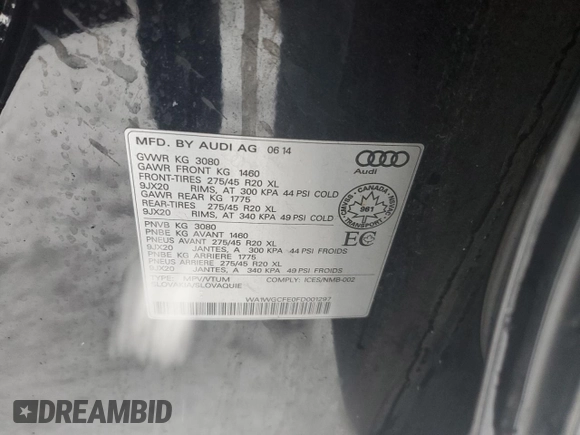 MFD. BY AUDI AG 06 14
Audi
GVWR KG 3080
GAWR FRONT KG 1460
FRONT-TIRES 275/45 R20 XL
9JX20 RIMS, AT 300 KPA 44 PSI COLD
GAWR REAR KG 1775
REAR-TIRES 275/45 R20 XL
9JX20 RIMS, AT 340 KPA 49 PSI COLD
CMVSS CANADA NSVAC
961
TRANSPORT
PNVB KG 3080
PNBE KG AVANT 1460
PNEUS AVANT 275/45 R20 XL
9JX20 JANTES, A 300 KPA 44 PSI FROIDS
PNBE KG ARRIERE 1775
PNEUS ARRIERE 275/45 R20 XL
9JX20 JANTES, A 340 KPA 49 PSI FROIDS
EC
TYPE: MPV/VTUM COMPLY: ICES/NMB-002
SLOVAKIA/SLOVAQUIE
WA1WGCFE0FD001297
DREAMBID